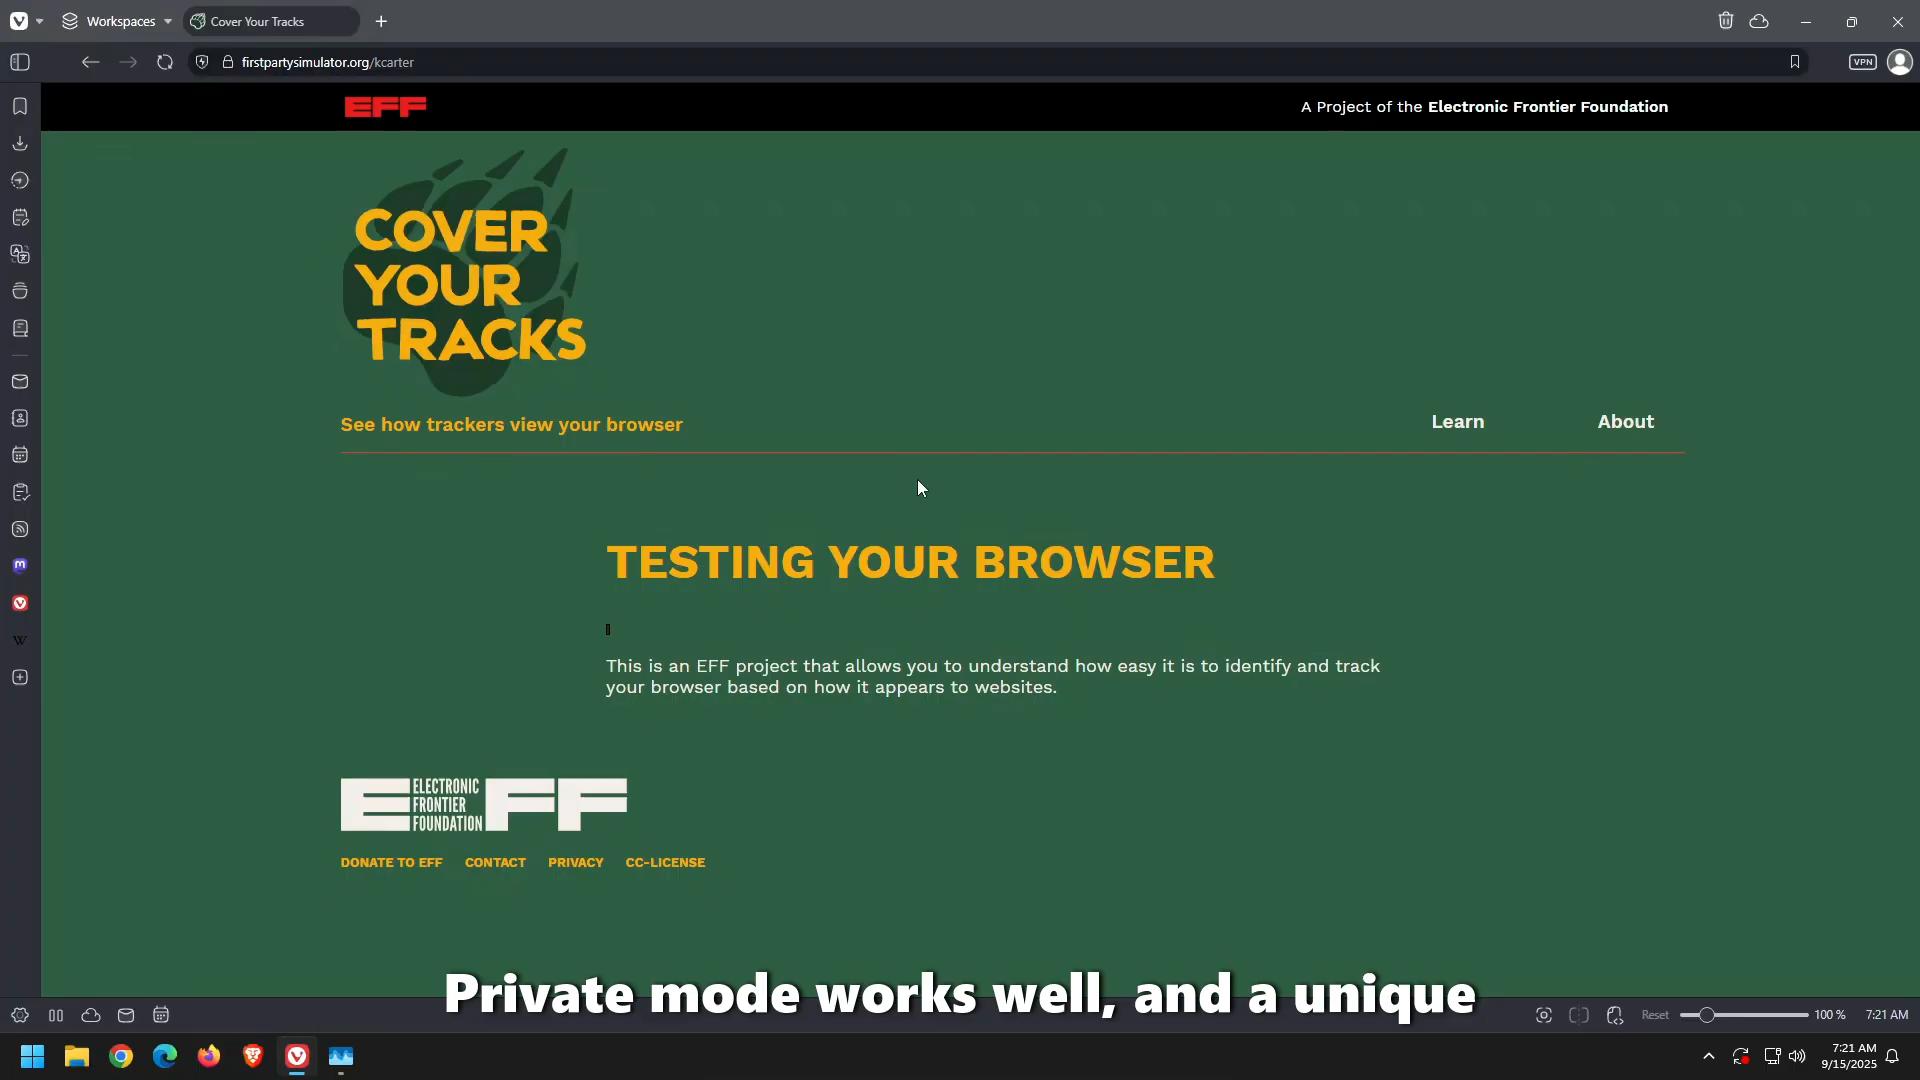 Workspaces
Cover Your Tracks
firstpartysimulator.org/kcarter
VPN
EFF
A Project of the Electronic Frontier Foundation
COVER
YOUR
TRACKS
See how trackers view your browser
Learn
About
TESTING YOUR BROWSER
This is an EFF project that allows you to understand how easy it is to identify and track
your browser based on how it appears to websites.
ELECTRONIC
FRONTIER
FOUNDATION
EFF
DONATE TO EFF
CONTACT
PRIVACY
CC-LICENSE
Private mode works well, and a unique
Reset
100 %
7:21 AM
7:21 AM
9/15/2025